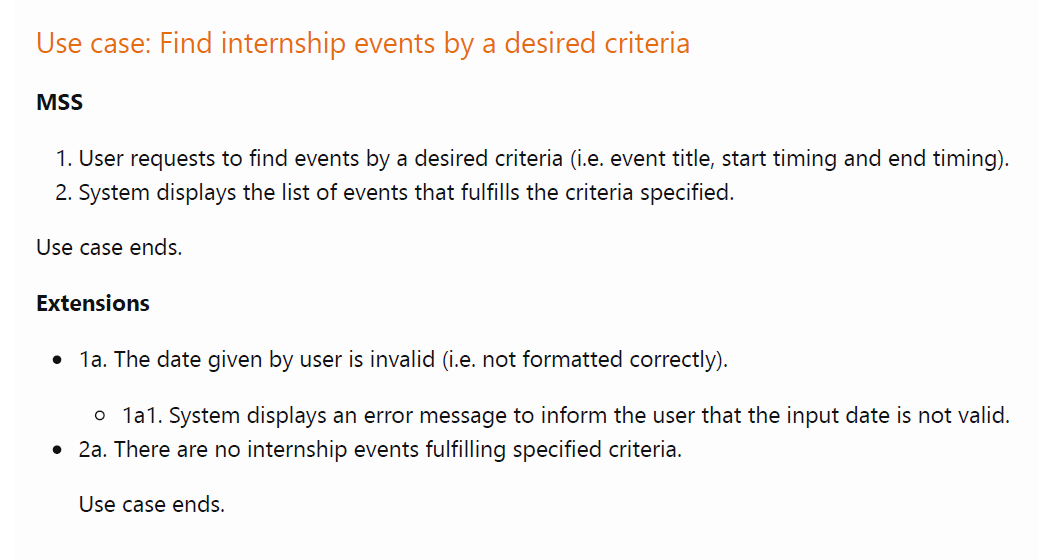 Use case: Find internship events by a desired criteria
MSS
1. User requests to find events by a desired criteria (i.e. event title, start timing and end timing).
2. System displays the list of events that fulfills the criteria specified.
Use case ends.
Extensions
• 1a. The date given by user is invalid (i.e. not formatted correctly).
○ 1a1. System displays an error message to inform the user that the input date is not valid.
• 2a. There are no internship events fulfilling specified criteria.
Use case ends.